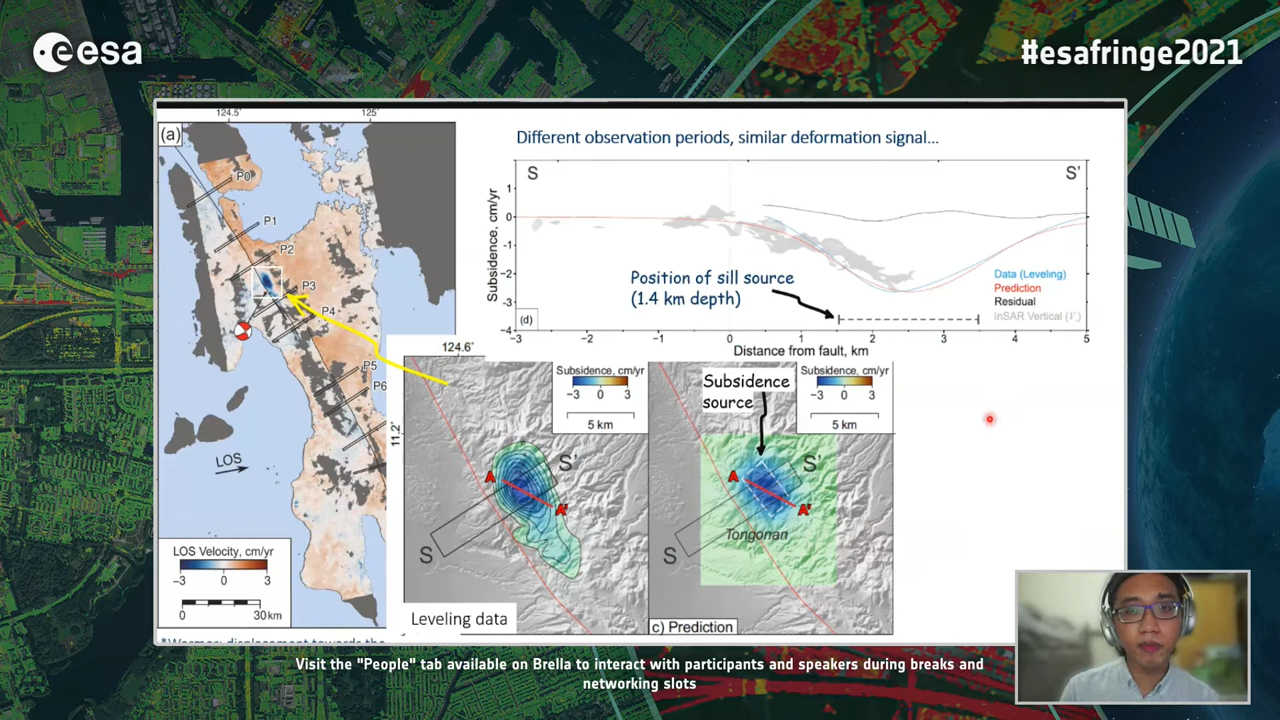 esa
#esafringe2021
124.5°
125°
(a)
P0
P1
P2
P3
P4
P5
P6
LOS
LOS Velocity, cm/yr
−3 0 3
0 30 km
Different observation periods, similar deformation signal...
S
S'
Subsidence, cm/yr
1
0
−1
−2
−3
−4
Position of sill source
(1.4 km depth)
Data (Leveling)
Prediction
Residual
(d)
−3 −2 −1 0 1 2 3 4 5
Distance from fault, km
124.6°
11.2°
Subsidence, cm/yr
−3 0 3
5 km
A
A'
S
S'
Leveling data
Subsidence
source
Subsidence, cm/yr
−3 0 3
5 km
A
A'
S
S'
Tongonan
c) Prediction
Visit the "People" tab available on Brella to interact with participants and speakers during breaks and
networking slots